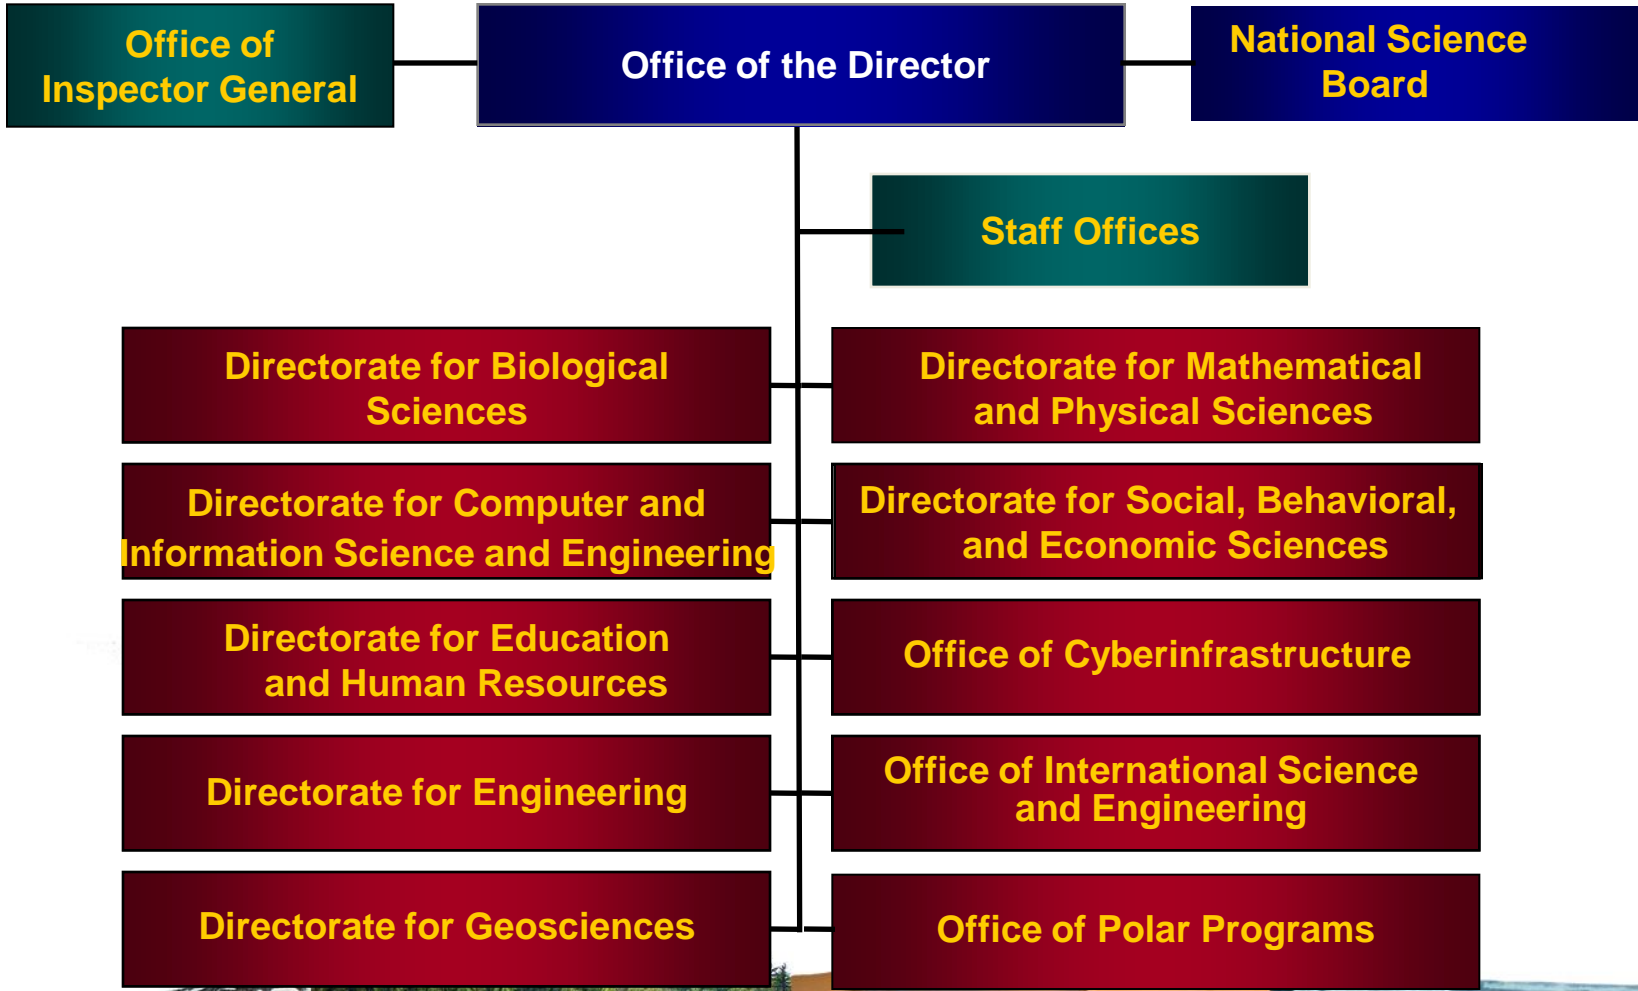 Office of
Inspector General
Office of the Director
National Science
Board
Staff Offices
Directorate for Biological
Sciences
Directorate for Mathematical
and Physical Sciences
Directorate for Computer and
Information Science and Engineering
Directorate for Social, Behavioral,
and Economic Sciences
Directorate for Education
and Human Resources
Office of Cyberinfrastructure
Directorate for Engineering
Office of International Science
and Engineering
Directorate for Geosciences
Office of Polar Programs